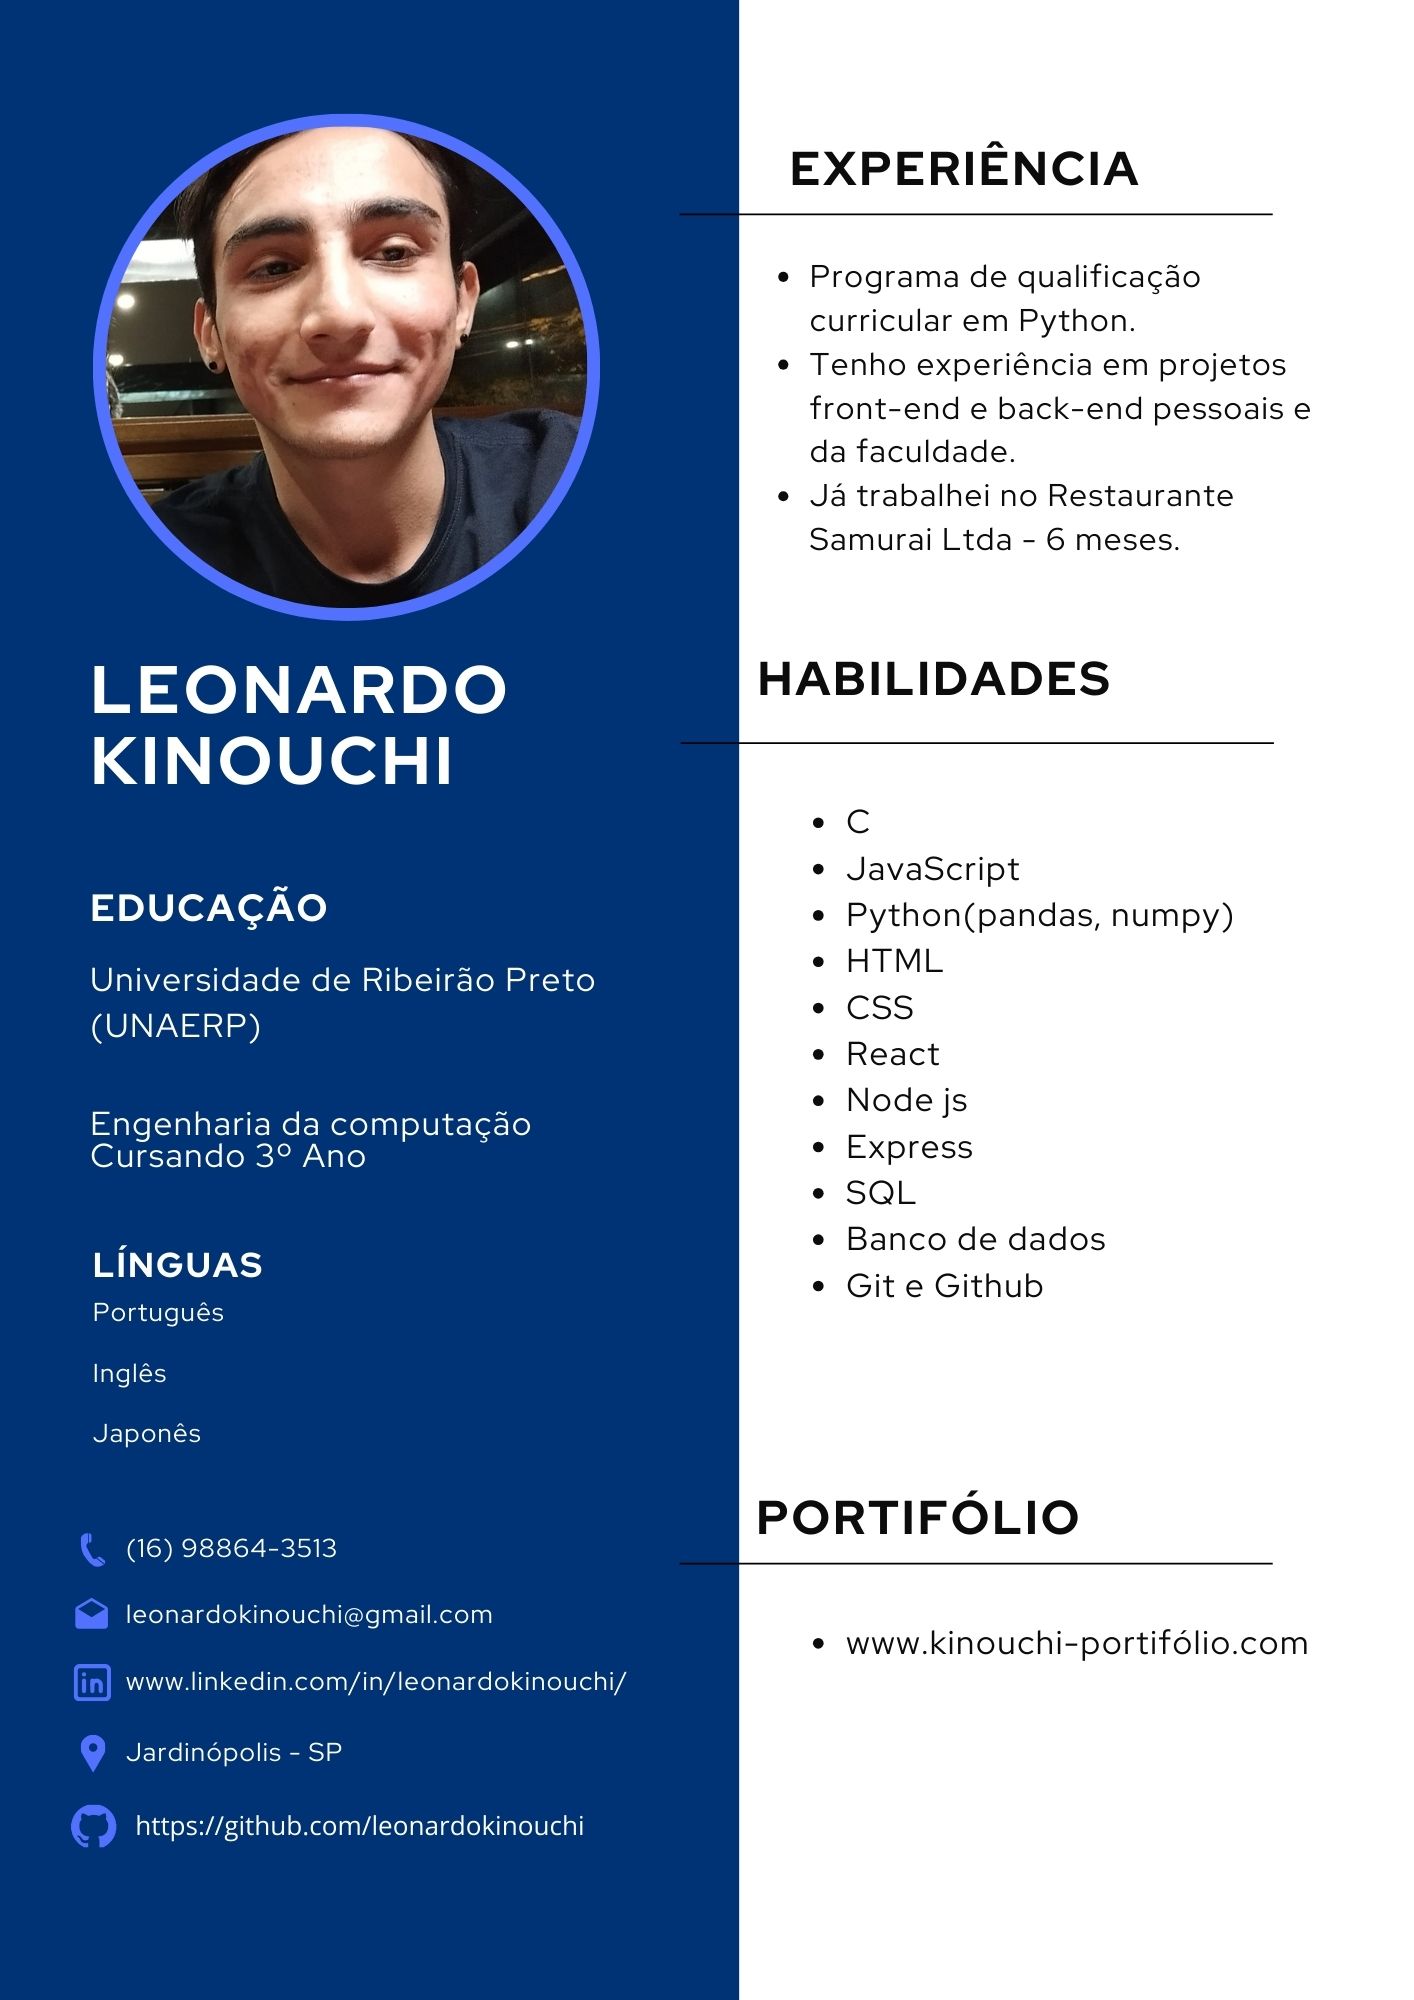 LEONARDO
KINOUCHI
EDUCAÇÃO
Universidade de Ribeirão Preto
(UNAERP)
Engenharia da computação
Cursando 3º Ano
LÍNGUAS
Português
Inglês
Japonês
(16) 98864-3513
leonardokinouchi@gmail.com
www.linkedin.com/in/leonardokinouchi/
Jardinópolis - SP
https://github.com/leonardokinouchi
EXPERIÊNCIA
• Programa de qualificação
curricular em Python.
• Tenho experiência em projetos
front-end e back-end pessoais e
da faculdade.
• Já trabalhei no Restaurante
Samurai Ltda - 6 meses.
HABILIDADES
• C
• JavaScript
• Python(pandas, numpy)
• HTML
• CSS
• React
• Node js
• Express
• SQL
• Banco de dados
• Git e Github
PORTIFÓLIO
• www.kinouchi-portifólio.com